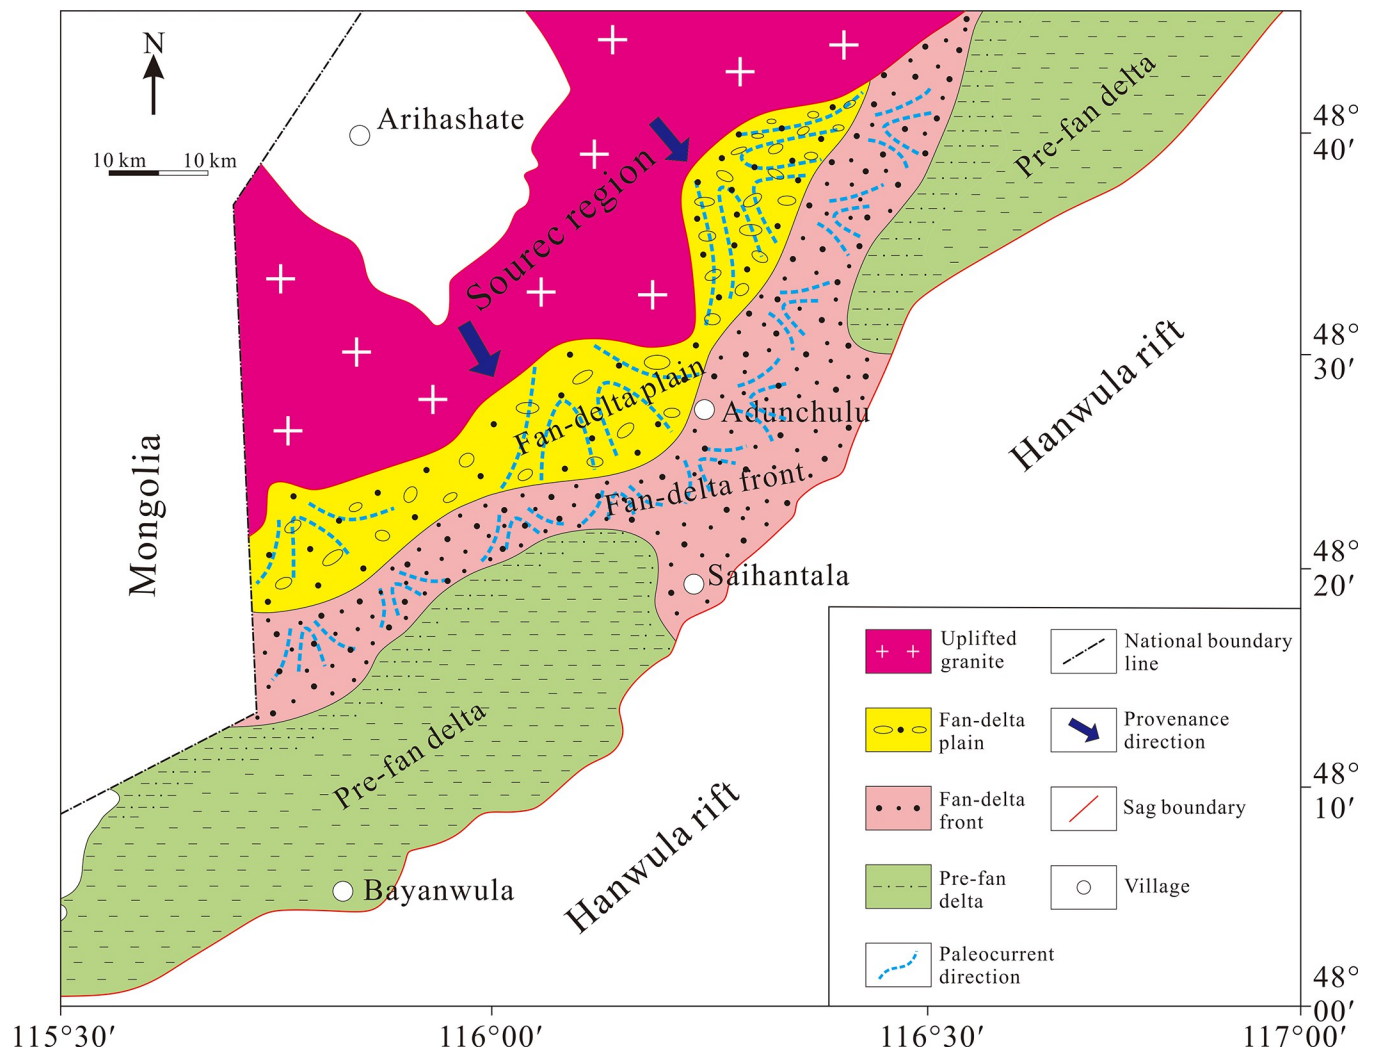 N
Arihashate
10 km 10 km
Sourec region
Pre-fan delta
48°
40′
48°
30′
Hanwula rift
Mongolia
Fan-delta plain
Adunchulu
Fan-delta front
Saihantala
48°
20′
Pre-fan delta
Hanwula rift
Bayanwula
48°
10′
48°
00′
115°30′
116°00′
116°30′
117°00′
Uplifted
granite
Fan-delta
plain
Fan-delta
front
Pre-fan
delta
Paleocurrent
direction
National boundary
line
Provenance
direction
Sag boundary
Village